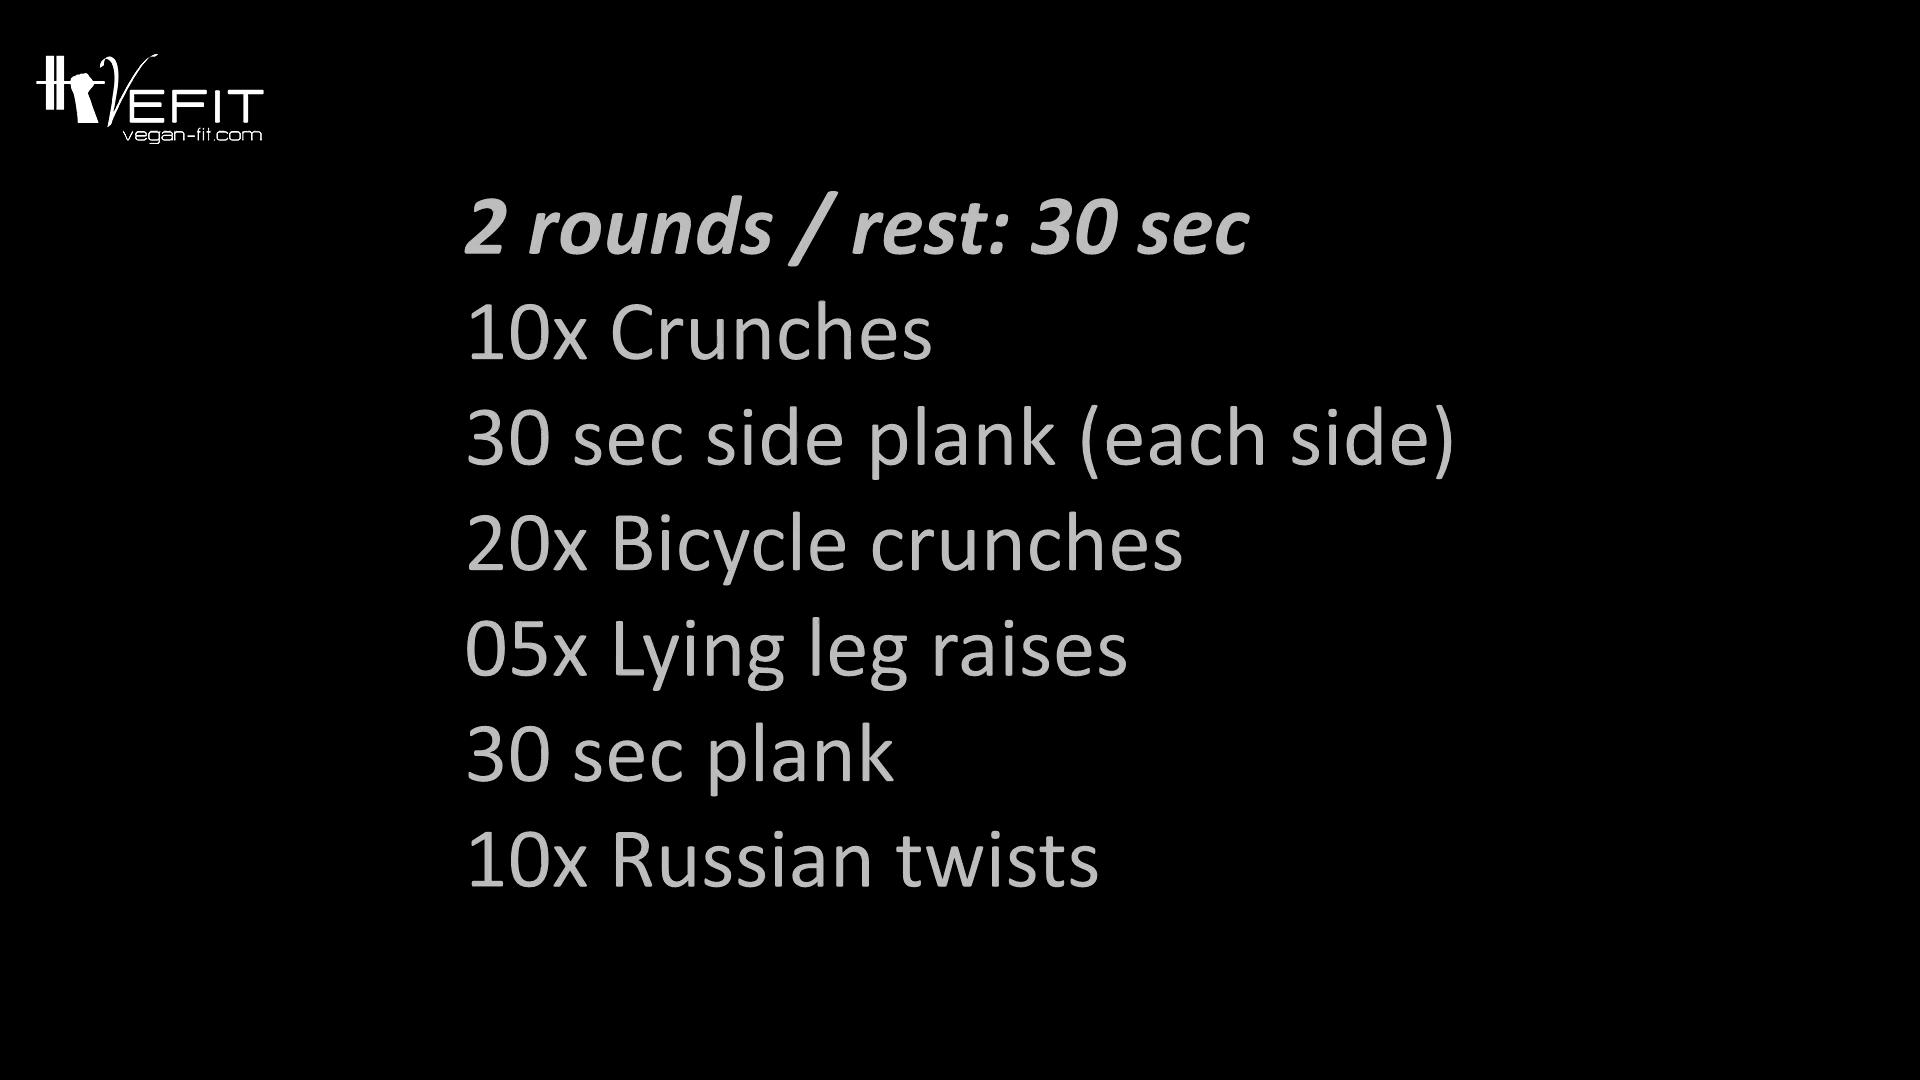 VEFIT
vegan-fit.com
2 rounds / rest: 30 sec
10x Crunches
30 sec side plank (each side)
20x Bicycle crunches
05x Lying leg raises
30 sec plank
10x Russian twists